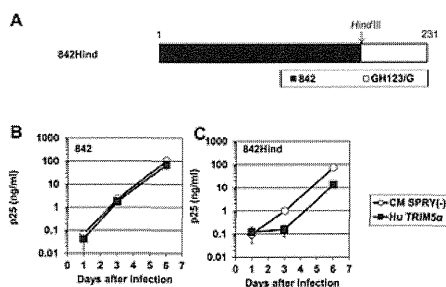 A
1
HindIII
231
842Hind
842
GH123/G
B
842
p25 (ng/ml)
1000
100
10
1
0.1
0.01
0 1 2 3 4 5 6 7
Days after Infection
C
842Hind
p25 (ng/ml)
1000
100
10
1
0.1
0.01
0 1 2 3 4 5 6 7
Days after Infection
CM SPRY(-)
Hu TRIM5α